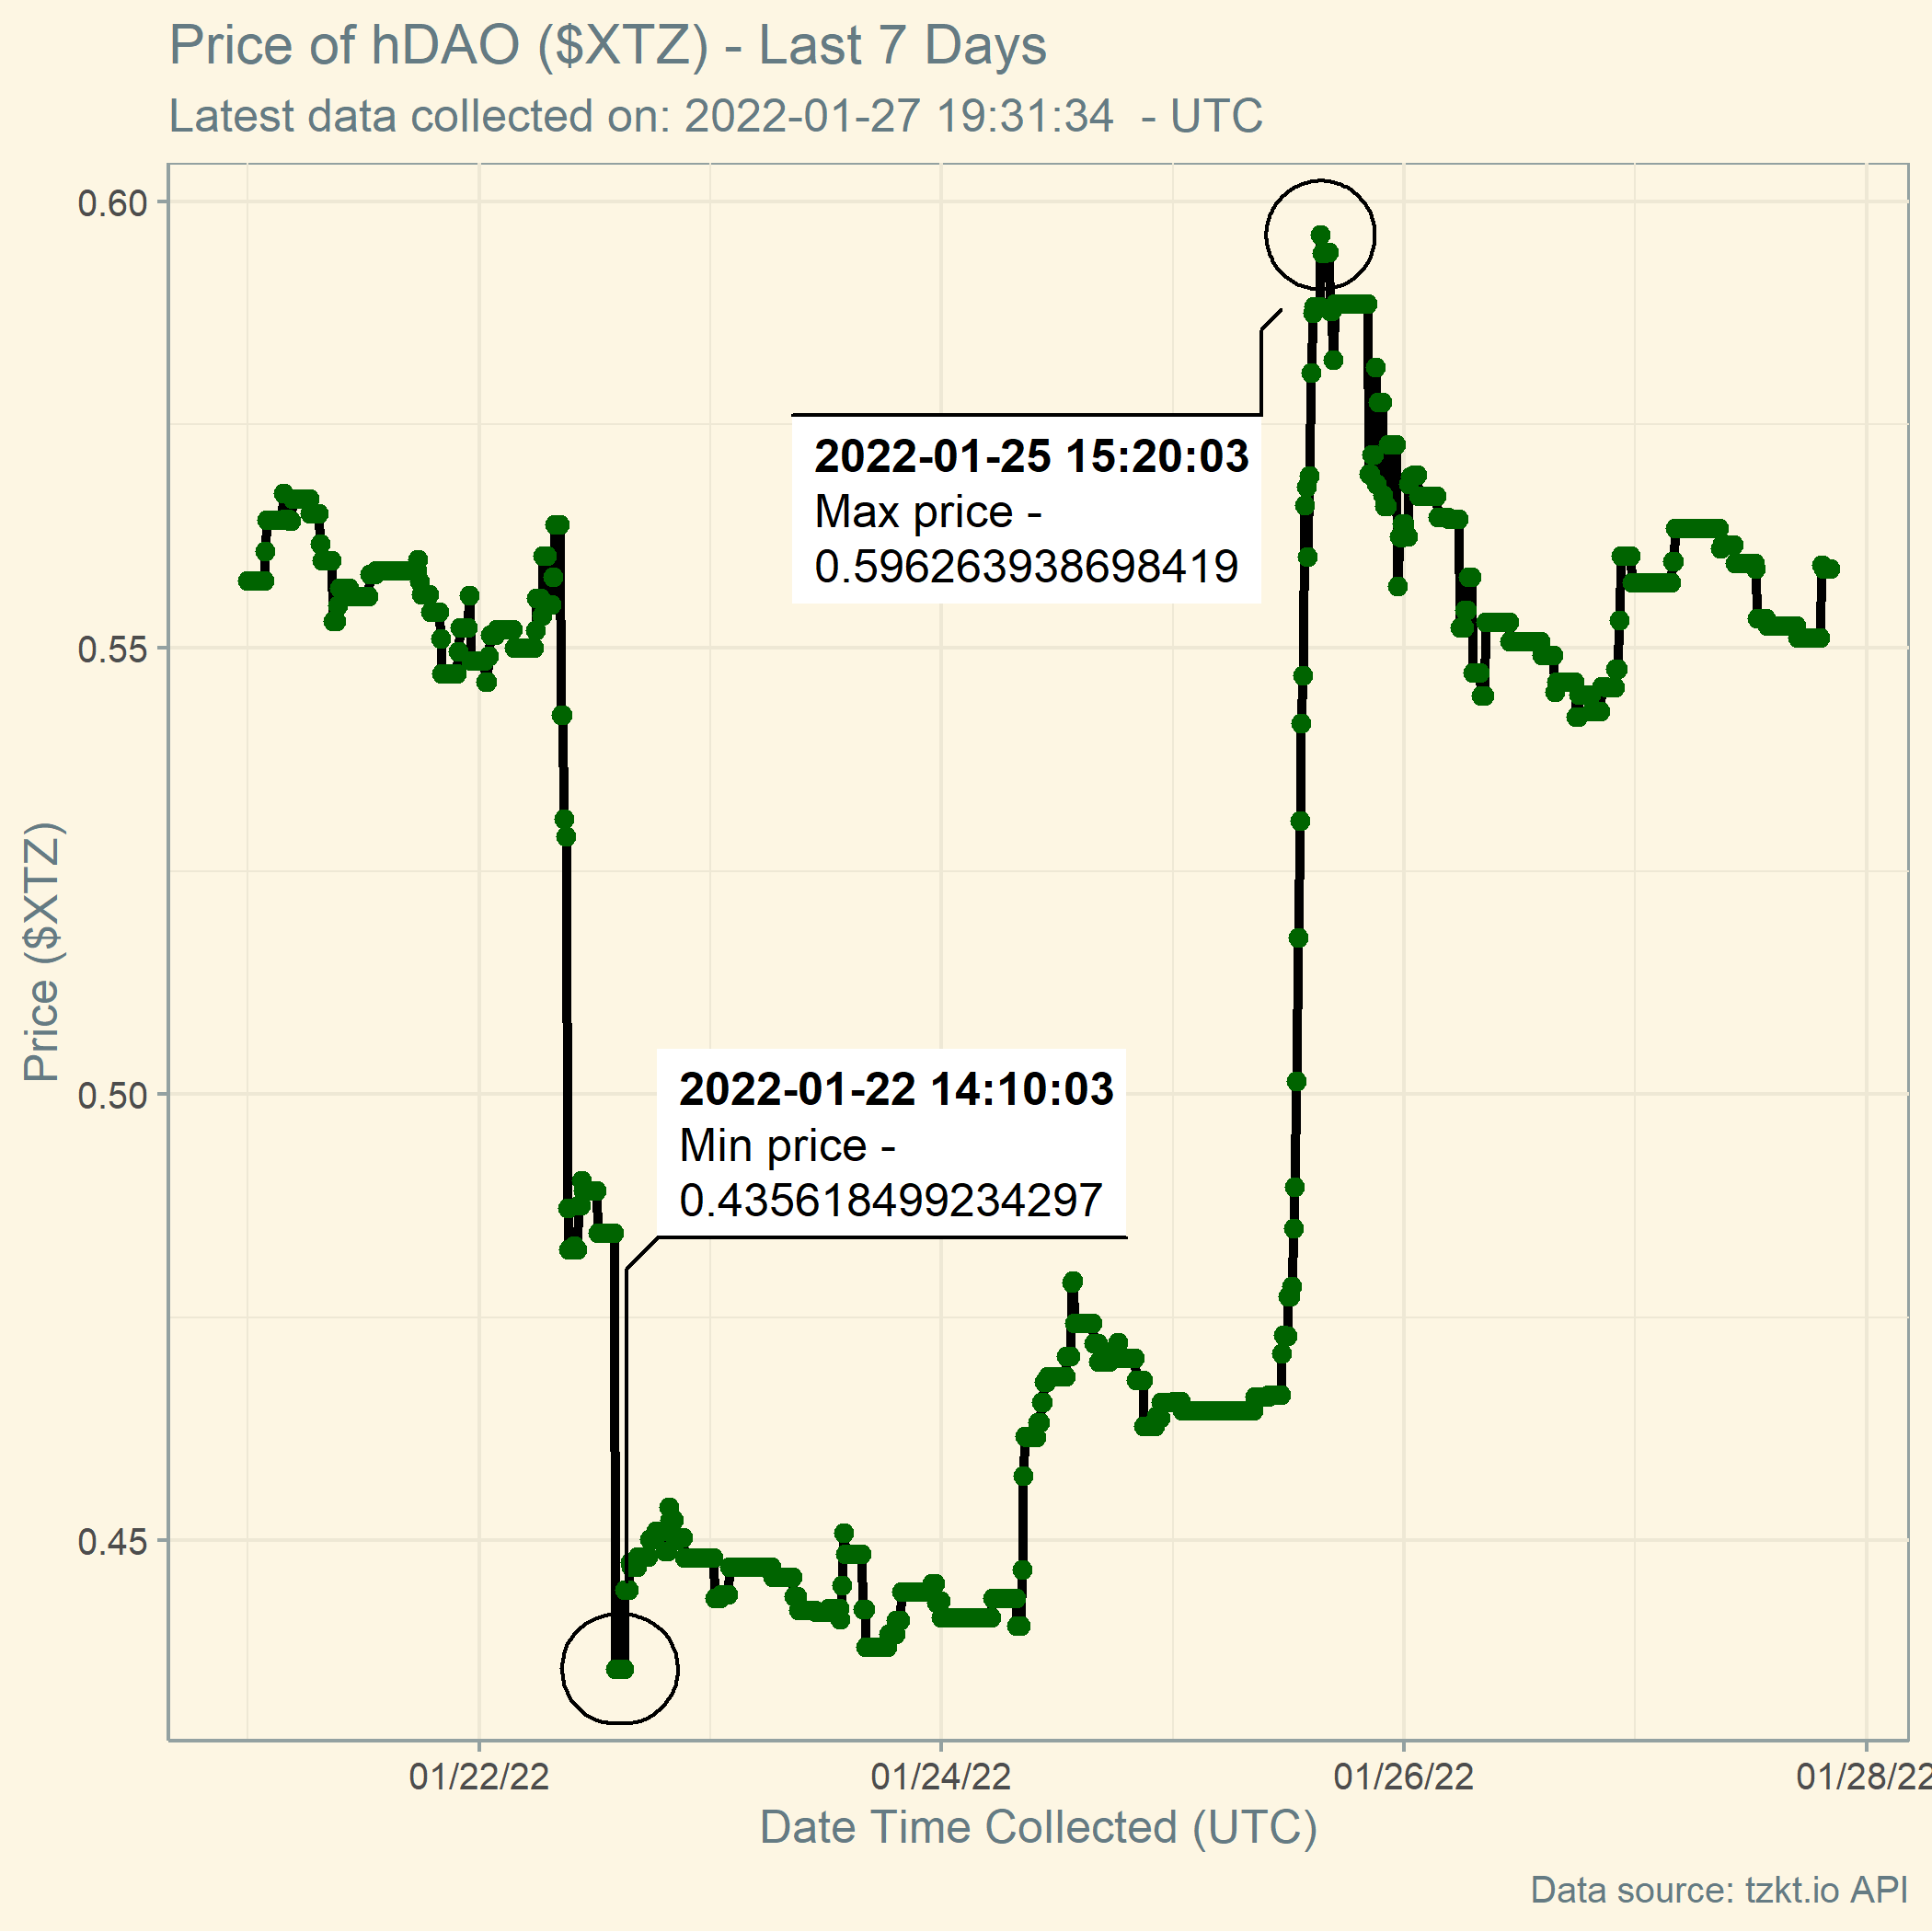 Price of hDAO ($XTZ) - Last 7 Days
Latest data collected on: 2022-01-27 19:31:34  - UTC
0.60
2022-01-25 15:20:03
Max price -
0.596263938698419
0.55
Price ($XTZ)
0.50
2022-01-22 14:10:03
Min price -
0.435618499234297
0.45
01/22/22
01/24/22
01/26/22
01/28/22
Date Time Collected (UTC)
Data source: tzkt.io API